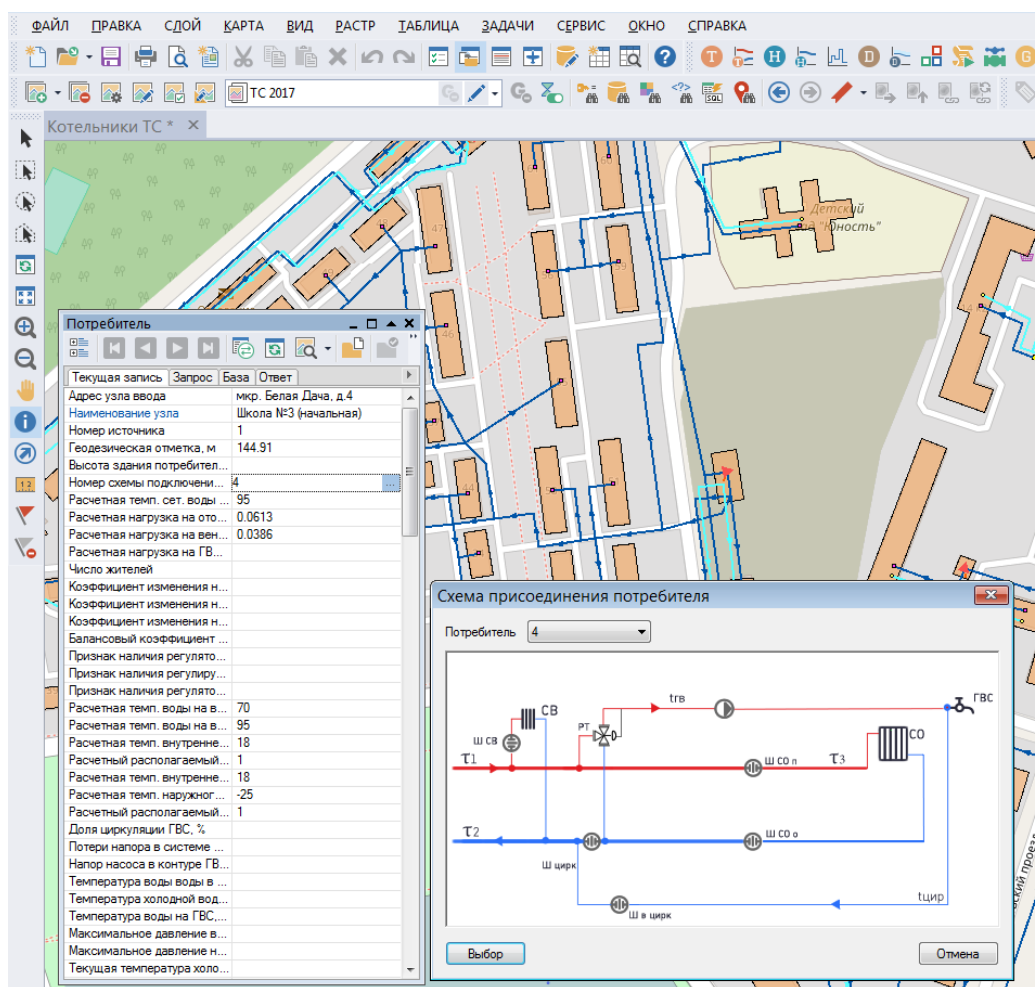 ФАЙЛ ПРАВКА СЛОЙ КАРТА ВИД РАСТР ТАБЛИЦА ЗАДАЧИ СЕРВИС ОКНО СПРАВКА
ТС 2017
Котельники ТС * ×
60
47
48
59
46
44
Детский
"Юность"
Потребитель
Текущая запись Запрос База Ответ
Адрес узла ввода мкр. Белая Дача, д.4
Наименование узла Школа №3 (начальная)
Номер источника 1
Геодезическая отметка, м 144.91
Высота здания потребител...
Номер схемы подключени... 4 ...
Расчетная темп. сет. воды 95
Расчетная нагрузка на ото... 0.0613
Расчетная нагрузка на вен... 0.0386
Расчетная нагрузка на ГВ...
Число жителей
Коэффициент изменения н...
Коэффициент изменения н...
Коэффициент изменения н...
Балансовый коэффициент ...
Признак наличия регулято...
Признак наличия регулиру...
Признак наличия регулято...
Расчетная темп. воды на в... 70
Расчетная темп. воды на в... 95
Расчетная темп. внутренне... 18
Расчетный располагаемый... 1
Расчетная темп. внутренне... 18
Расчетная темп. наружног... -25
Расчетный располагаемый... 1
Доля циркуляции ГВС, %
Потери напора в системе ...
Напор насоса в контуре ГВ...
Температура воды воды в ...
Температура холодной вод...
Температура воды на ГВС,...
Максимальное давление в...
Максимальное давление н...
Текущая температура холо...
Схема присоединения потребителя
Потребитель 4
СВ
tгв
ГВС
РТ
Ш св
СО
τ1
Ш со п
τ3
τ2
Ш со о
Ш цирк
tцир
Ш в цирк
Выбор
Отмена